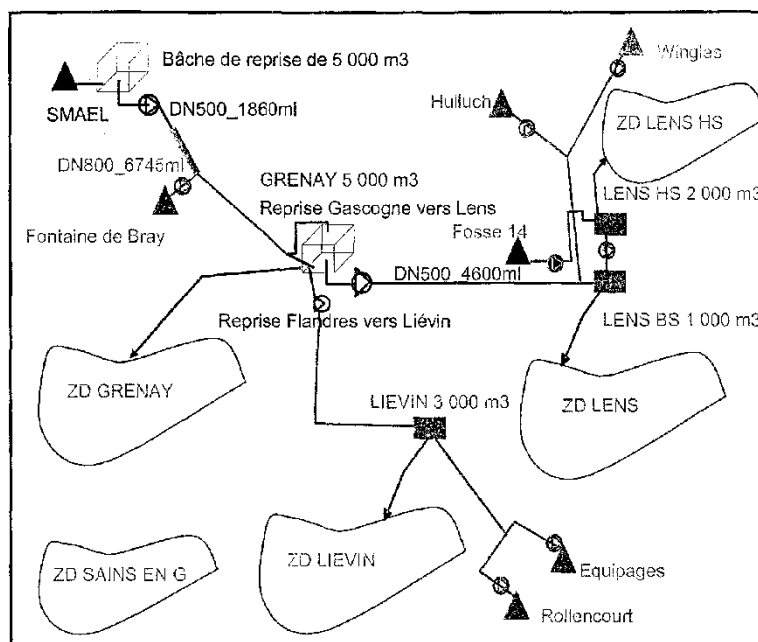 Bâche de reprise de 5 000 m3
SMAEL
DN500_1860ml
DN800_6745ml
Fontaine de Bray
GRENAY 5 000 m3
Reprise Gascogne vers Lens
Wingles
Hulluch
ZD LENS HS
LENS HS 2 000 m3
Fosse 14
DN500_4600ml
LENS BS 1 000 m3
Reprise Flandres vers Liévin
ZD GRENAY
LIEVIN 3 000 m3
ZD LENS
ZD SAINS EN G
ZD LIEVIN
Equipages
Rollencourt